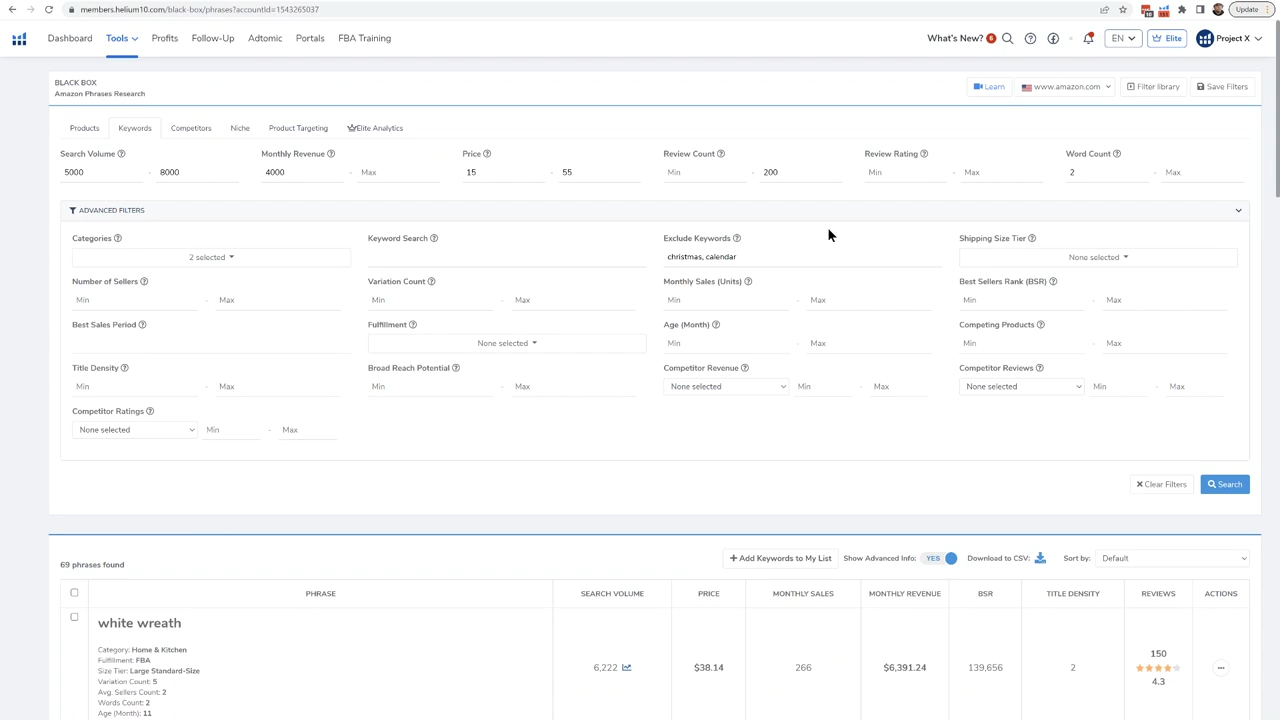 members.helium10.com/black-box/phrases?accountId=1543265037
Update
Dashboard Tools Profits Follow-Up Adtomic Portals FBA Training
What's New? 6 EN Elite Project X
BLACK BOX
Amazon Phrases Research
Learn www.amazon.com Filter library Save Filters
Products Keywords Competitors Niche Product Targeting Elite Analytics
Search Volume Monthly Revenue Price Review Count Review Rating Word Count
5000 - 8000 4000 - Max 15 - 55 Min - 200 Min - Max 2 - Max
ADVANCED FILTERS
Categories Keyword Search Exclude Keywords Shipping Size Tier
2 selected christmas, calendar None selected
Number of Sellers Variation Count Monthly Sales (Units) Best Sellers Rank (BSR)
Min - Max Min - Max Min - Max Min - Max
Best Sales Period Fulfillment Age (Month) Competing Products
None selected Min - Max Min - Max
Title Density Broad Reach Potential Competitor Revenue Competitor Reviews
Min - Max Min - Max None selected Min - Max None selected Min - Max
Competitor Ratings
None selected Min - Max
Clear Filters Search
69 phrases found + Add Keywords to My List Show Advanced Info: YES Download to CSV: Sort by: Default
PHRASE SEARCH VOLUME PRICE MONTHLY SALES MONTHLY REVENUE BSR TITLE DENSITY REVIEWS ACTIONS
white wreath
Category: Home & Kitchen
Fulfillment: FBA
Size Tier: Large Standard-Size
Variation Count: 5
Avg. Sellers Count: 2
Words Count: 2
Age (Month): 11
6,222 $38.14 266 $6,391.24 139,656 2
150
4.3